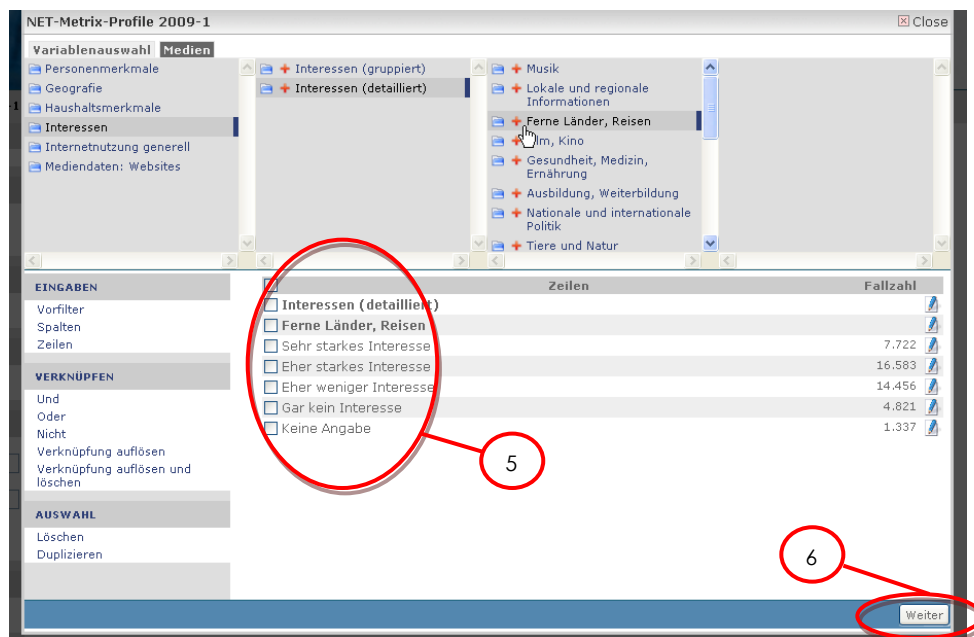 NET-Metrix-Profile 2009-1
Close
Variablenauswahl Medien
Personenmerkmale
Geografie
Haushaltsmerkmale
Interessen
Internetnutzung generell
Mediendaten: Websites
Interessen (gruppiert)
Interessen (detailliert)
Musik
Lokale und regionale
Informationen
Ferne Länder, Reisen
Film, Kino
Gesundheit, Medizin,
Ernährung
Ausbildung, Weiterbildung
Nationale und internationale
Politik
Tiere und Natur
EINGABEN
Vorfilter
Spalten
Zeilen
VERKNÜPFEN
Und
Oder
Nicht
Verknüpfung auflösen
Verknüpfung auflösen und
löschen
AUSWAHL
Löschen
Duplizieren
Zeilen Fallzahl
Interessen (detailliert)
Ferne Länder, Reisen
Sehr starkes Interesse 7.722
Eher starkes Interesse 16.583
Eher weniger Interesse 14.456
Gar kein Interesse 4.821
Keine Angabe 1.337
5
6
Weiter